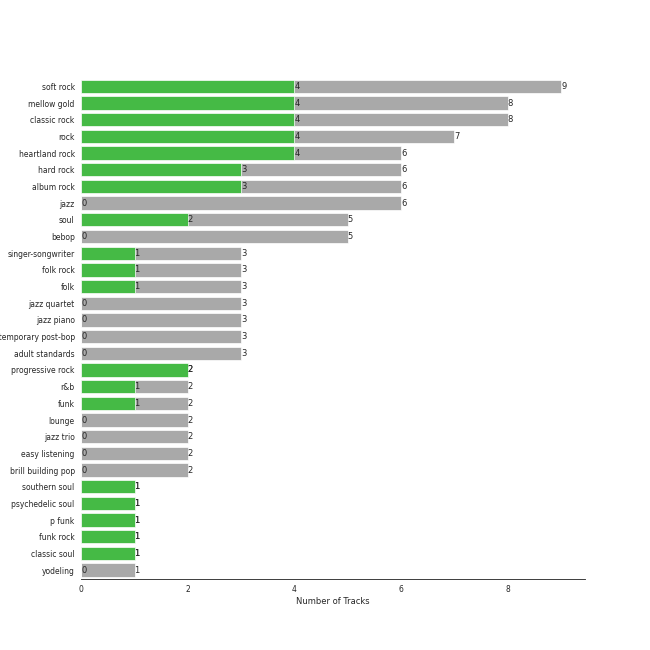 soft rock 4 9
mellow gold 4 8
classic rock 4 8
rock 4 7
heartland rock 4 6
hard rock 3 6
album rock 3 6
jazz 0 6
soul 2 5
bebop 0 5
singer-songwriter 1 3
folk rock 1 3
folk 1 3
jazz quartet 0 3
jazz piano 0 3
temporary post-bop 0 3
adult standards 0 3
progressive rock 2
r&b 1 2
funk 1 2
lounge 0 2
jazz trio 0 2
easy listening 0 2
brill building pop 0 2
southern soul 1
psychedelic soul 1
p funk 1
funk rock 1
classic soul 1
yodeling 0 1
0 2 4 6 8
Number of Tracks